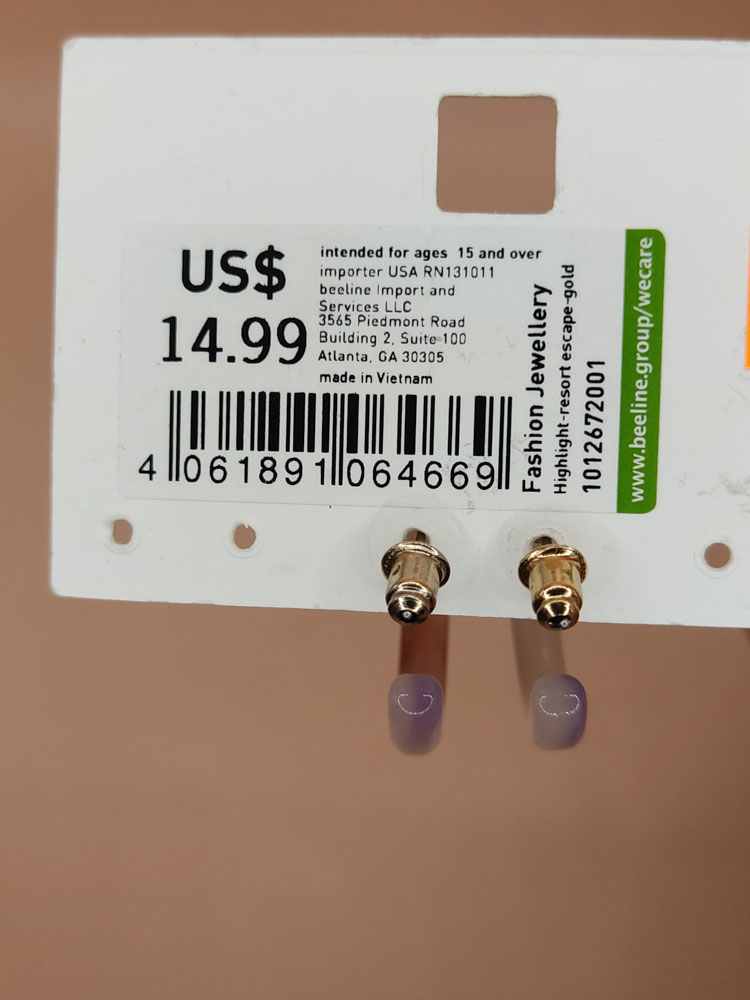 US$
14.99
intended for ages 15 and over
importer USA RN131011
beeline Import and
Services LLC
3565 Piedmont Road
Building 2, Suite 100
Atlanta, GA 30305
made in Vietnam
4 061891 064669
Fashion Jewellery
Highlight-resort escape-gold
1012672001
www.beeline.group/wecare